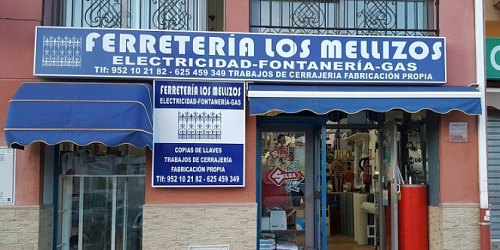 FERRETERÍA LOS MELLIZOS
ELECTRICIDAD-FONTANERÍA-GAS
Tlf: 952 10 21 82 - 625 459 349 TRABAJOS DE CERRAJERIA FABRICACIÓN PROPIA
FERRETERÍA LOS MELLIZOS
ELECTRICIDAD-FONTANERÍA-GAS
COPIAS DE LLAVES
TRABAJOS DE CERRAJERÍA
FABRICACIÓN PROPIA
Tlf: 952 10 21 82 - 625 459 349
SILCA